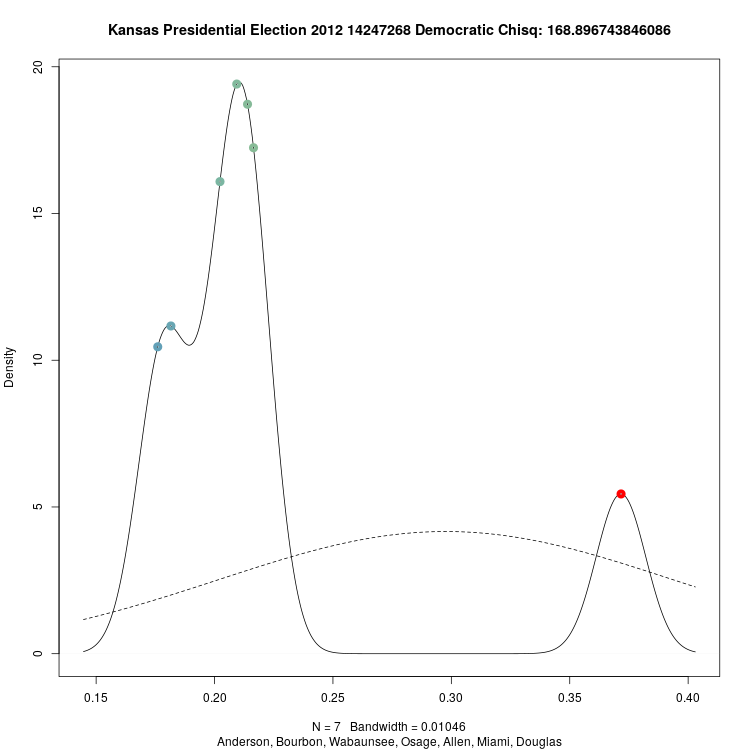 Kansas Presidential Election 2012 14247268 Democratic Chisq: 168.896743846086
Density
20
15
10
5
0
0.15 0.20 0.25 0.30 0.35 0.40
N = 7 Bandwidth = 0.01046
Anderson, Bourbon, Wabaunsee, Osage, Allen, Miami, Douglas